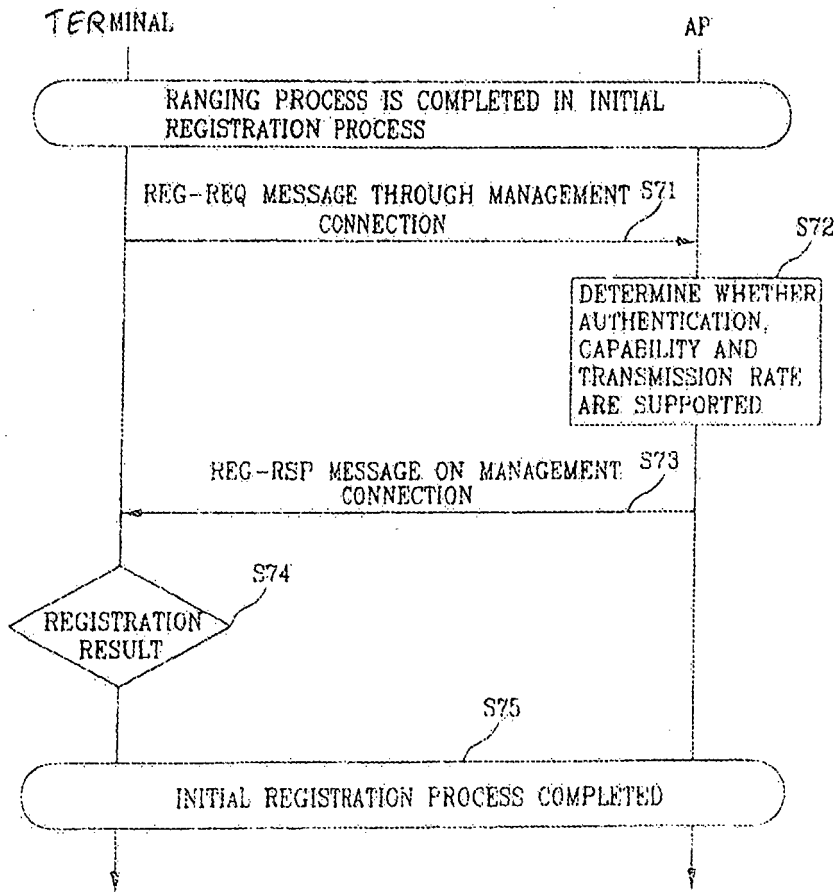 TERMINAL
AP
RANGING PROCESS IS COMPLETED IN INITIAL
REGISTRATION PROCESS
REG-REQ MESSAGE THROUGH MANAGEMENT
CONNECTION
S71
S72
DETERMINE WHETHER
AUTHENTICATION,
CAPABILITY AND
TRANSMISSION RATE
ARE SUPPORTED
REG-RSP MESSAGE ON MANAGEMENT
CONNECTION
S73
S74
REGISTRATION
RESULT
S75
INITIAL REGISTRATION PROCESS COMPLETED